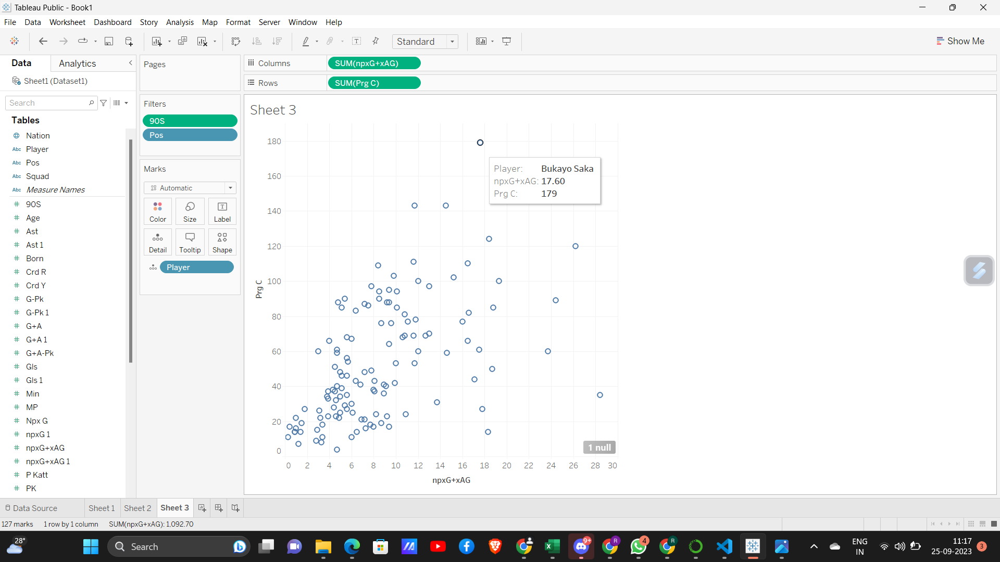 Tableau Public - Book1
File Data Worksheet Dashboard Story Analysis Map Format Server Window Help
Standard
Show Me
Data Analytics
Sheet1 (Dataset1)
Search
Tables
Nation
Player
Pos
Squad
Measure Names
90S
Age
Ast
Ast 1
Born
Crd R
Crd Y
G-Pk
G-Pk 1
G+A
G+A 1
G+A-Pk
Gls
Gls 1
Min
MP
Npx G
npxG 1
npxG+xAG
npxG+xAG 1
P Katt
PK
Pages
Filters
90S
Pos
Marks
Automatic
Color Size Label
Detail Tooltip Shape
Player
Columns SUM(npxG+xAG)
Rows SUM(Prg C)
Sheet 3
180
160
140
120
100
80
60
40
20
0
Prg C
Player: Bukayo Saka
npxG+xAG: 17.60
Prg C: 179
1 null
0 2 4 6 8 10 12 14 16 18 20 22 24 26 28 30
npxG+xAG
Data Source Sheet 1 Sheet 2 Sheet 3
127 marks 1 row by 1 column SUM(npxG+xAG): 1,092.70
28°
Search
9+
R
4
R
ENG
IN
11:17
25-09-2023
3